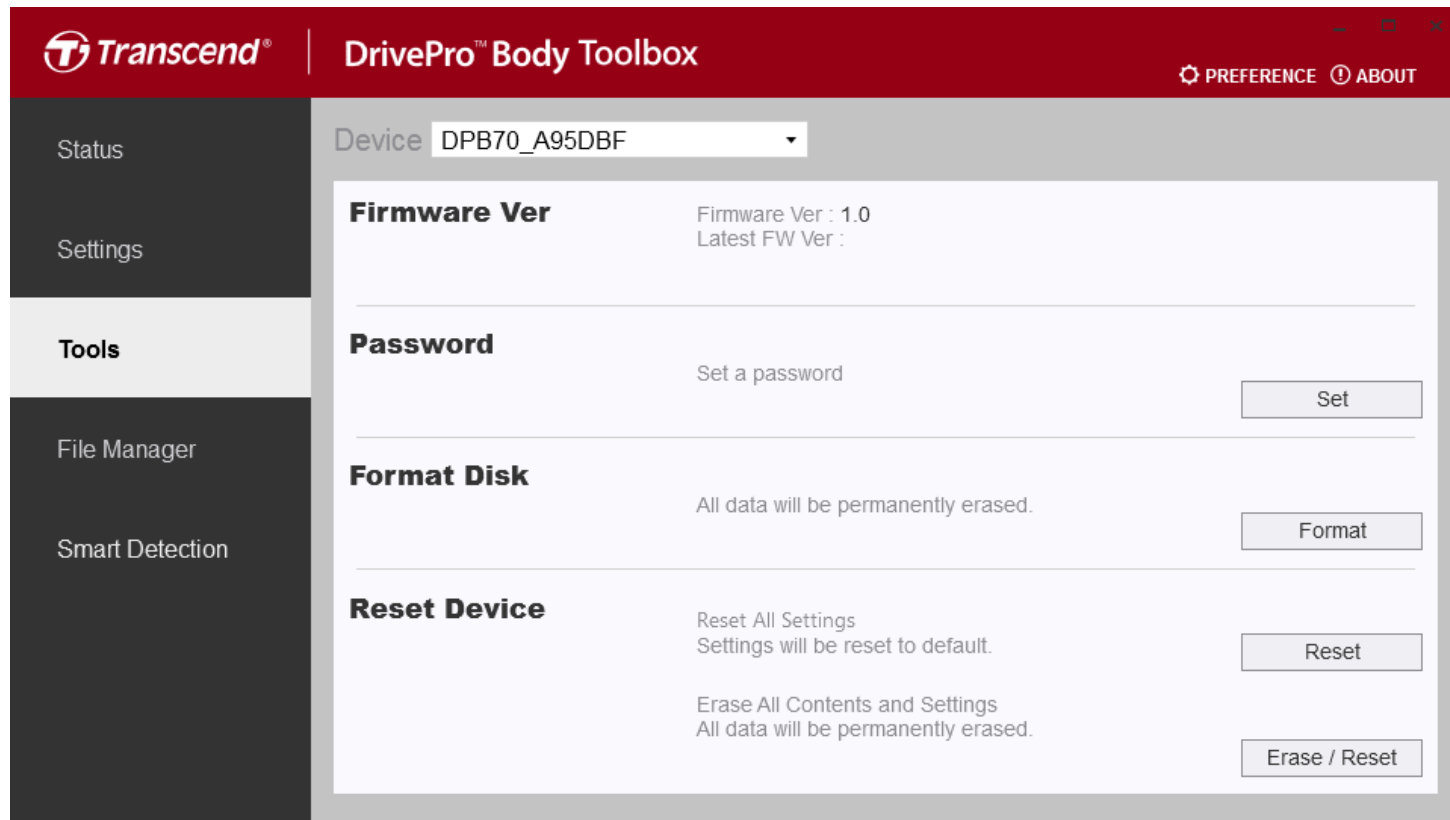 Transcend®
DrivePro™ Body Toolbox
PREFERENCE
ABOUT
Status
Settings
Tools
File Manager
Smart Detection
Device DPB70_A95DBF
Firmware Ver
Firmware Ver : 1.0
Latest FW Ver :
Password
Set a password
Set
Format Disk
All data will be permanently erased.
Format
Reset Device
Reset All Settings
Settings will be reset to default.
Reset
Erase All Contents and Settings
All data will be permanently erased.
Erase / Reset